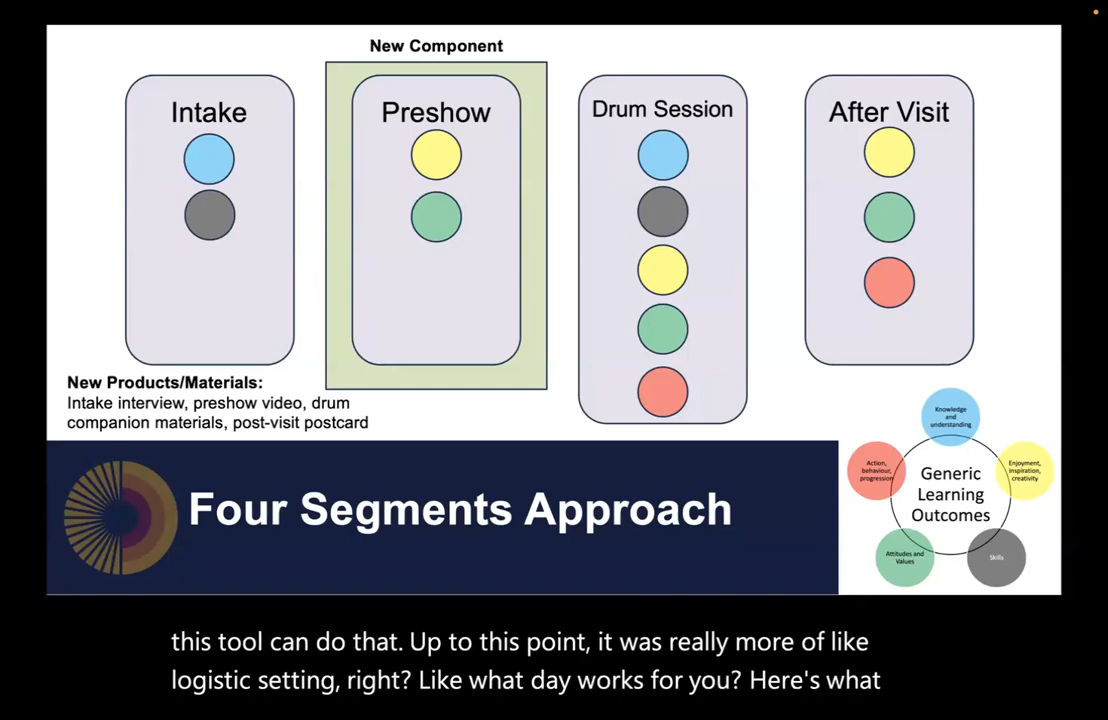 New Component
Intake
Preshow
Drum Session
After Visit
New Products/Materials:
Intake interview, preshow video, drum
companion materials, post-visit postcard
Four Segments Approach
Knowledge
and
understanding
Action,
behaviour,
progression
Enjoyment,
inspiration,
creativity
Generic
Learning
Outcomes
Attitudes and
Values
Skills
this tool can do that. Up to this point, it was really more of like
logistic setting, right? Like what day works for you? Here's what